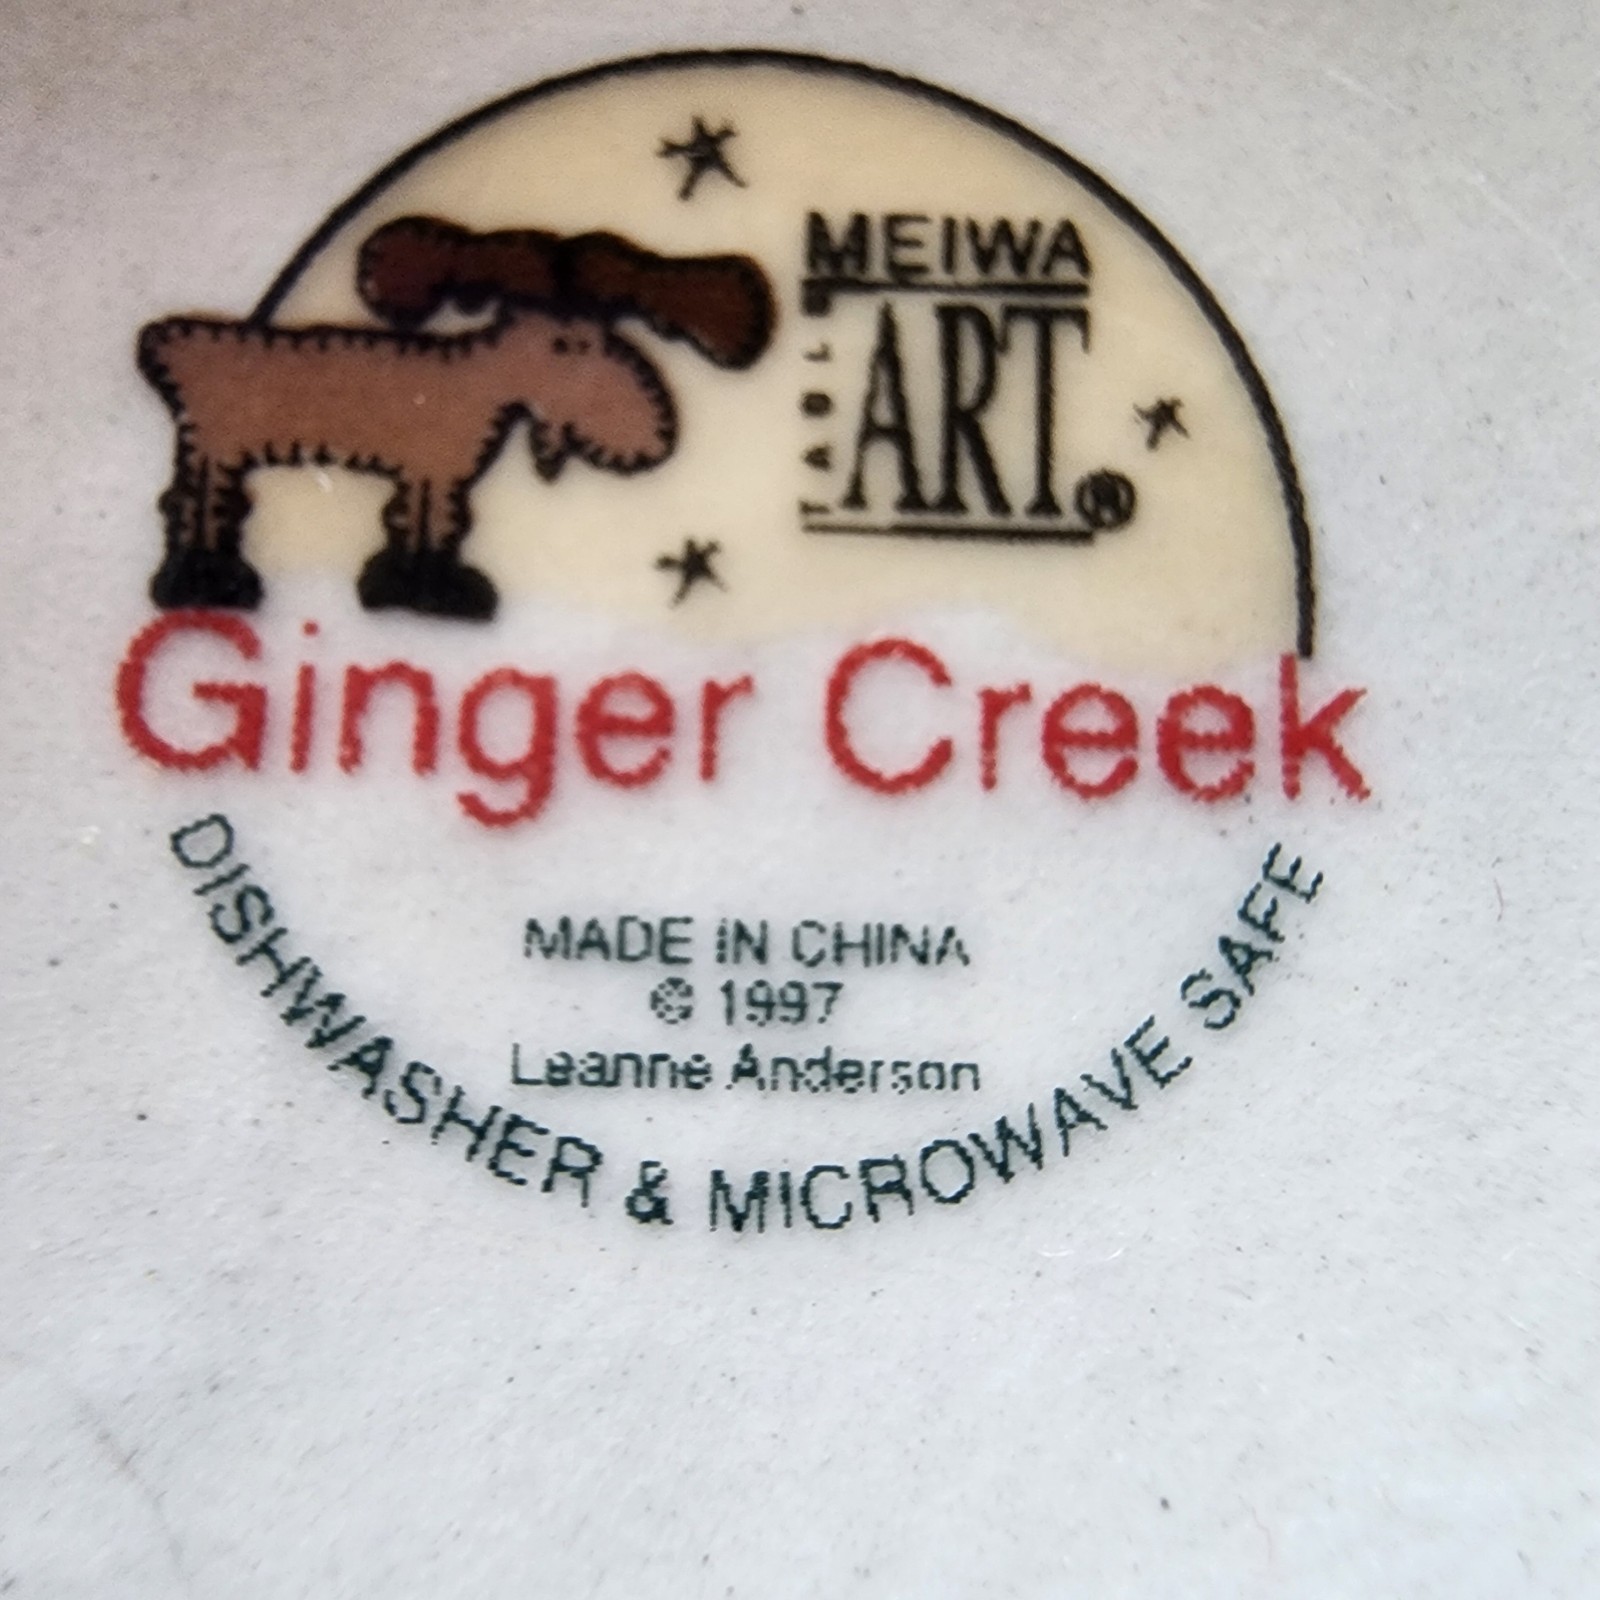 MEIWA
TABLE
ART®
Ginger Creek
MADE IN CHINA
© 1997
Leanne Anderson
DISHWASHER & MICROWAVE SAFE